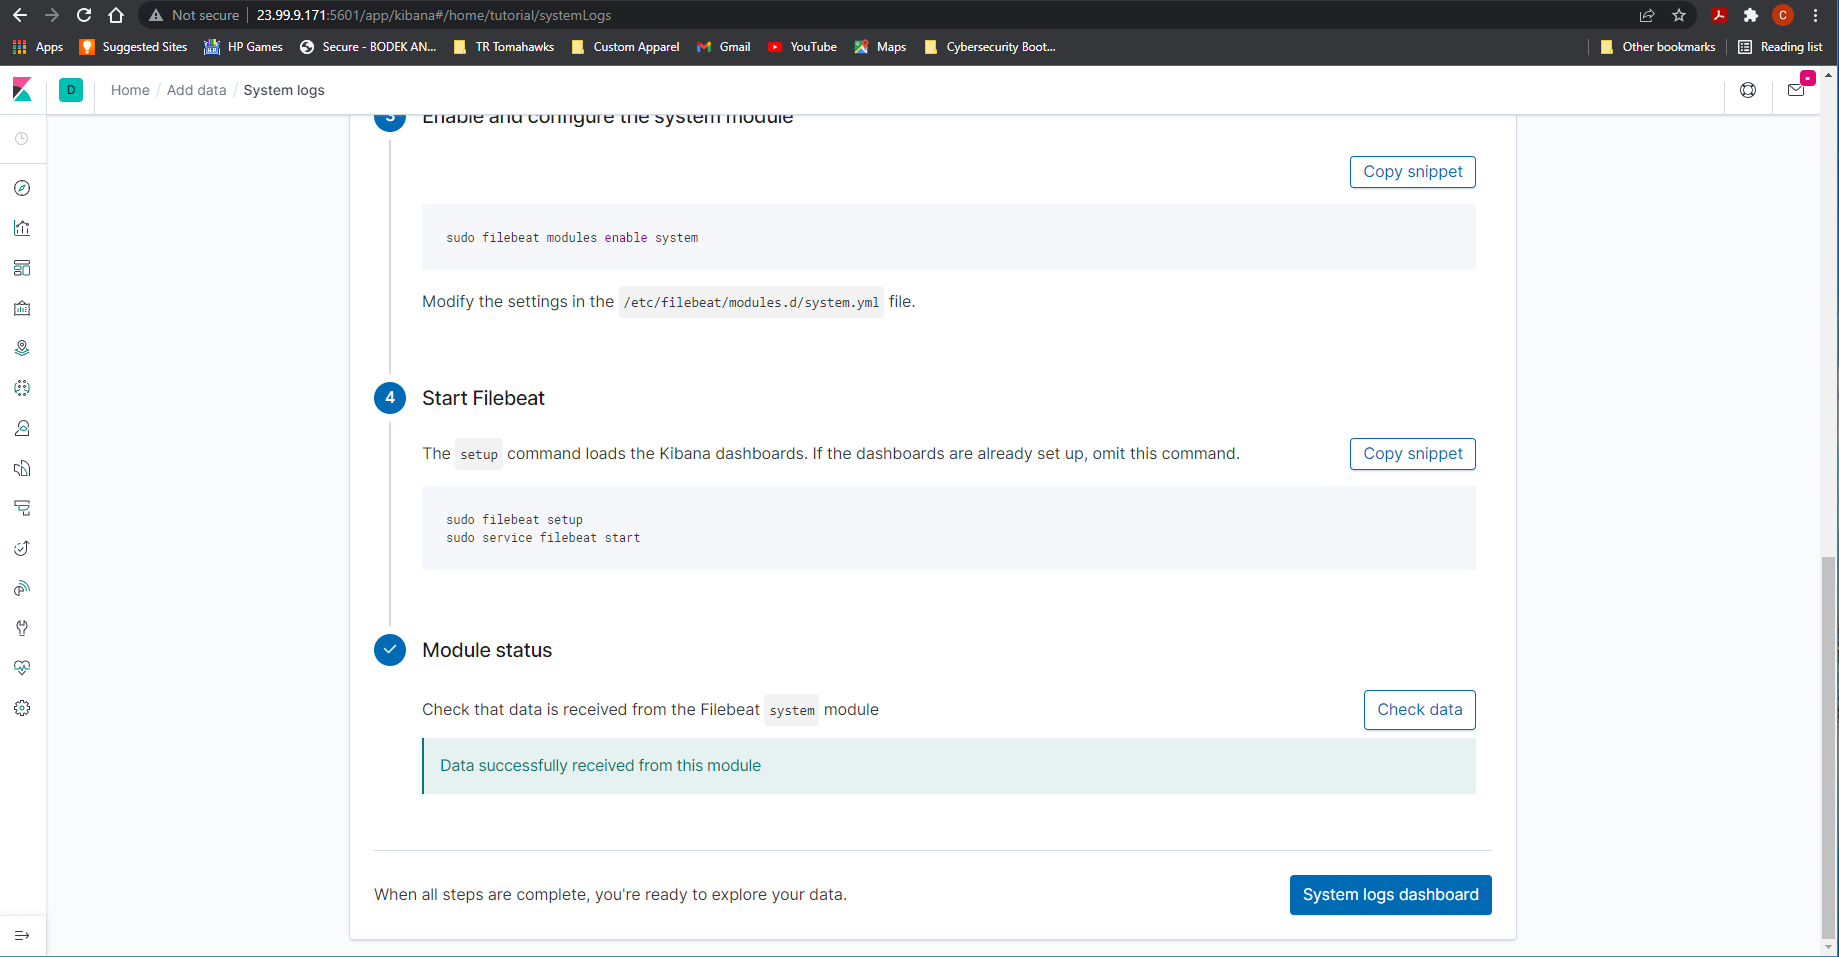 Not secure
23.99.9.171:5601/app/kibana#/home/tutorial/systemLogs
C
Apps
Suggested Sites
HP Games
Secure - BODEK AN...
TR Tomahawks
Custom Apparel
Gmail
YouTube
Maps
Cybersecurity Boot...
Other bookmarks
Reading list
D
Home / Add data / System logs
3
Enable and configure the system module
Copy snippet
sudo filebeat modules enable system
Modify the settings in the /etc/filebeat/modules.d/system.yml file.
4
Start Filebeat
The setup command loads the Kibana dashboards. If the dashboards are already set up, omit this command.
Copy snippet
sudo filebeat setup
sudo service filebeat start
Module status
Check that data is received from the Filebeat system module
Check data
Data successfully received from this module
When all steps are complete, you're ready to explore your data.
System logs dashboard